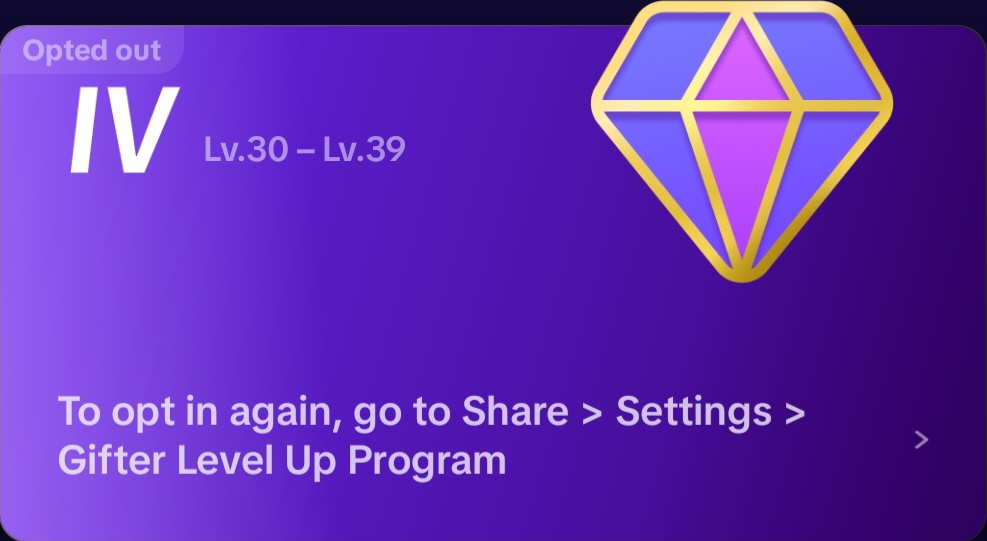 Opted out
IV Lv.30 – Lv.39
To opt in again, go to Share > Settings >
Gifter Level Up Program